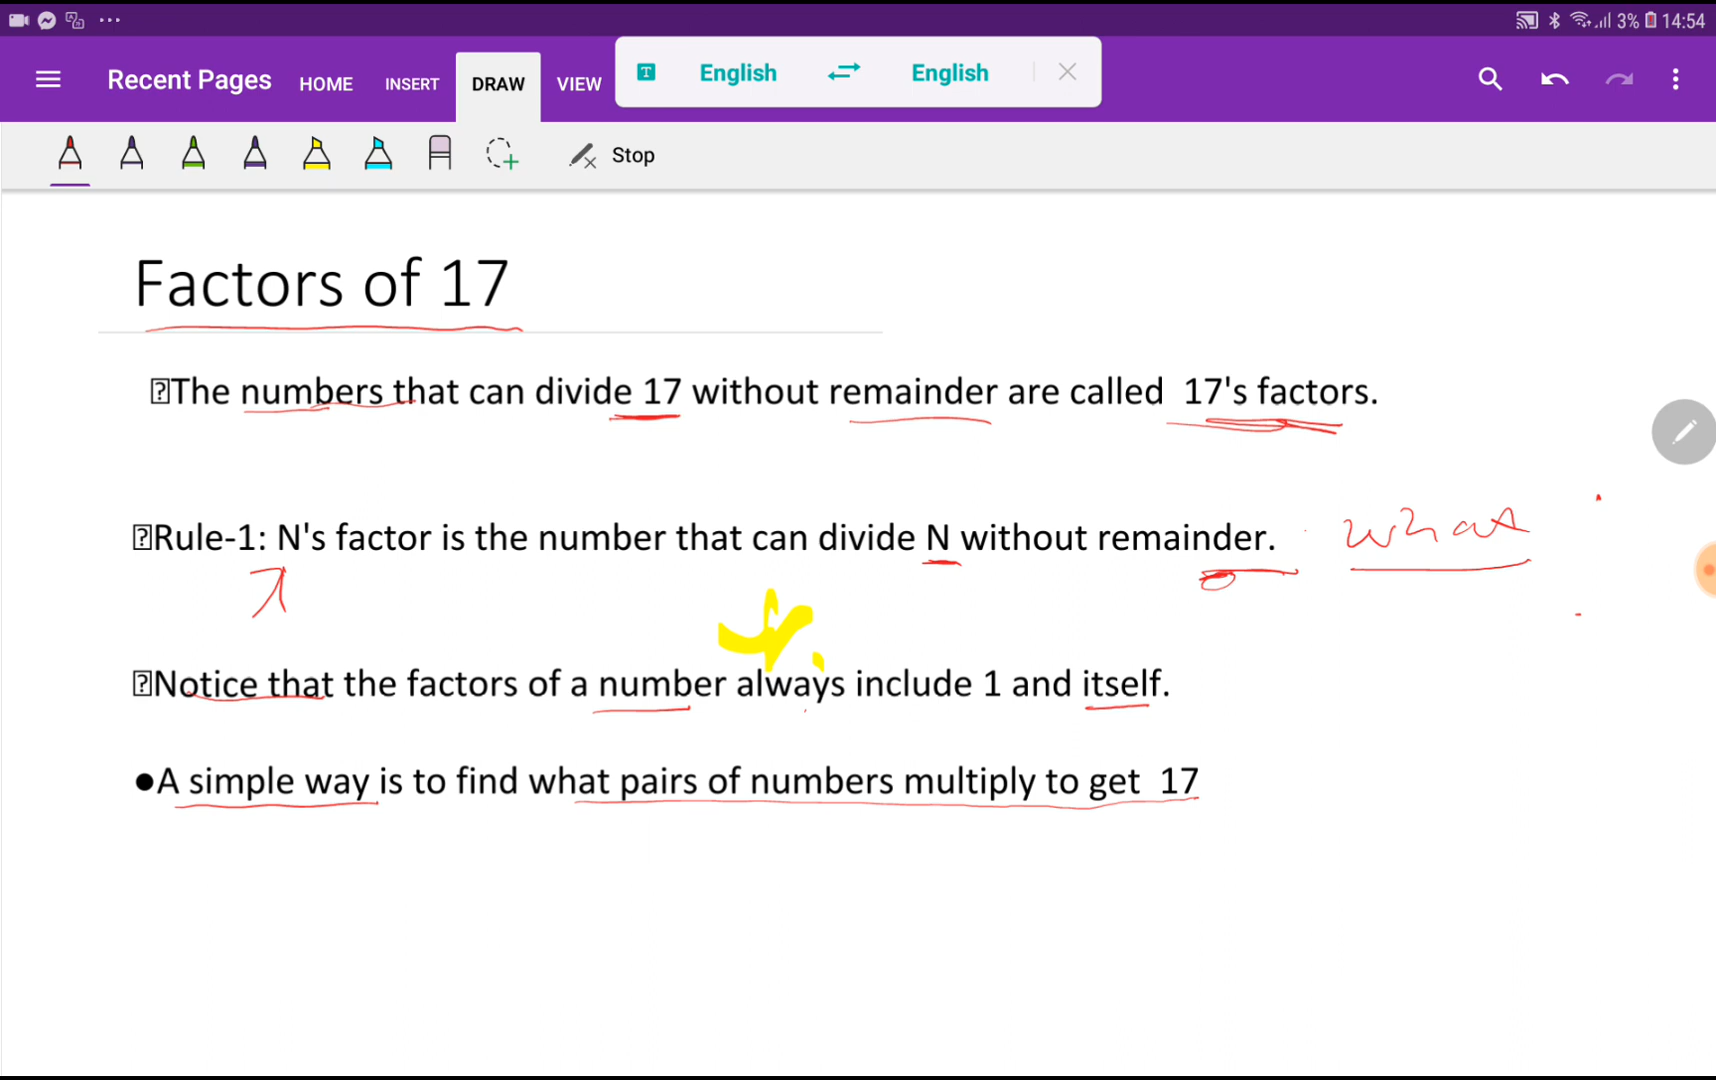 3% 14:54
Recent Pages HOME INSERT DRAW VIEW English English
Stop
Factors of 17
The numbers that can divide 17 without remainder are called 17's factors.
Rule-1: N's factor is the number that can divide N without remainder. what
Notice that the factors of a number always include 1 and itself.
●A simple way is to find what pairs of numbers multiply to get 17